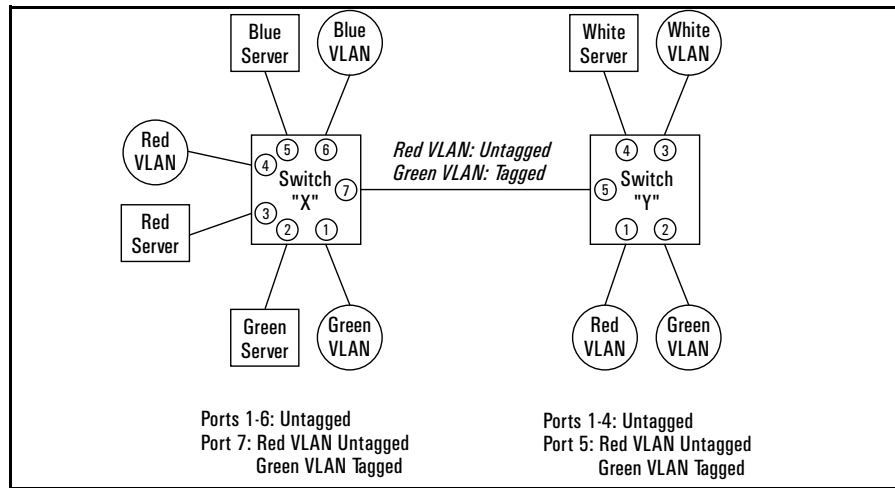 Blue
Server
Blue
VLAN
White
Server
White
VLAN
Red
VLAN
5
6
4
Switch
"X"
7
3
2
1
Red VLAN: Untagged
Green VLAN: Tagged
4
3
5
Switch
"Y"
1
2
Red
Server
Green
Server
Green
VLAN
Red
VLAN
Green
VLAN
Ports 1-6: Untagged
Port 7: Red VLAN Untagged
Green VLAN Tagged
Ports 1-4: Untagged
Port 5: Red VLAN Untagged
Green VLAN Tagged